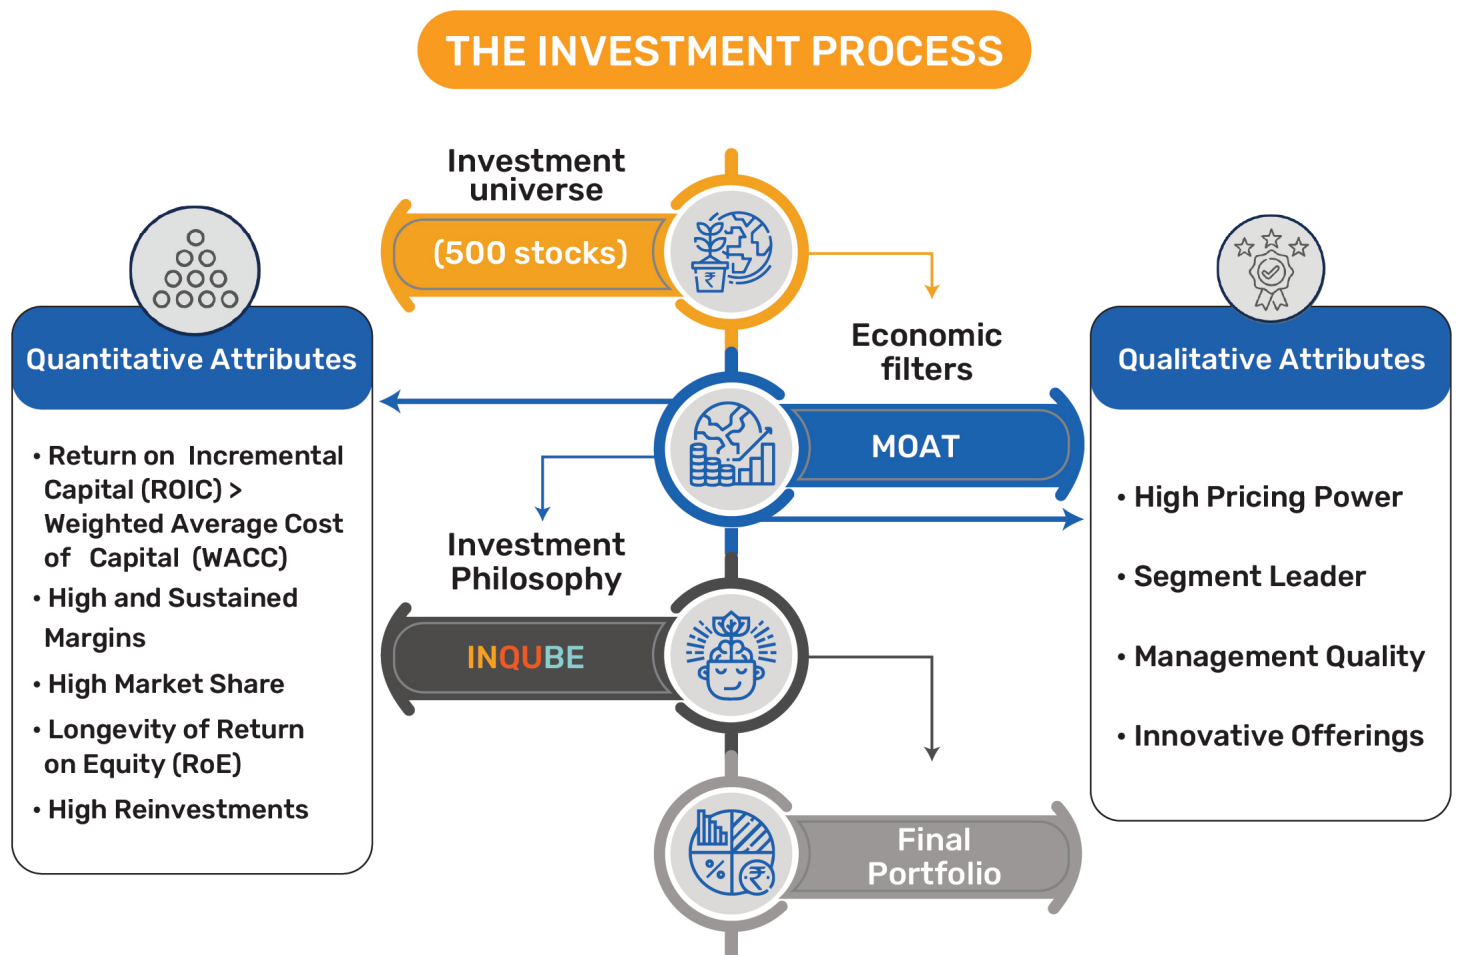 THE INVESTMENT PROCESS
Investment
universe
(500 stocks)
Economic
filters
MOAT
Investment
Philosophy
INQUBE
Final
Portfolio
Quantitative Attributes
• Return on Incremental
Capital (ROIC) >
Weighted Average Cost
of Capital (WACC)
• High and Sustained
Margins
• High Market Share
• Longevity of Return
on Equity (RoE)
• High Reinvestments
Qualitative Attributes
• High Pricing Power
• Segment Leader
• Management Quality
• Innovative Offerings
₹
%
₹